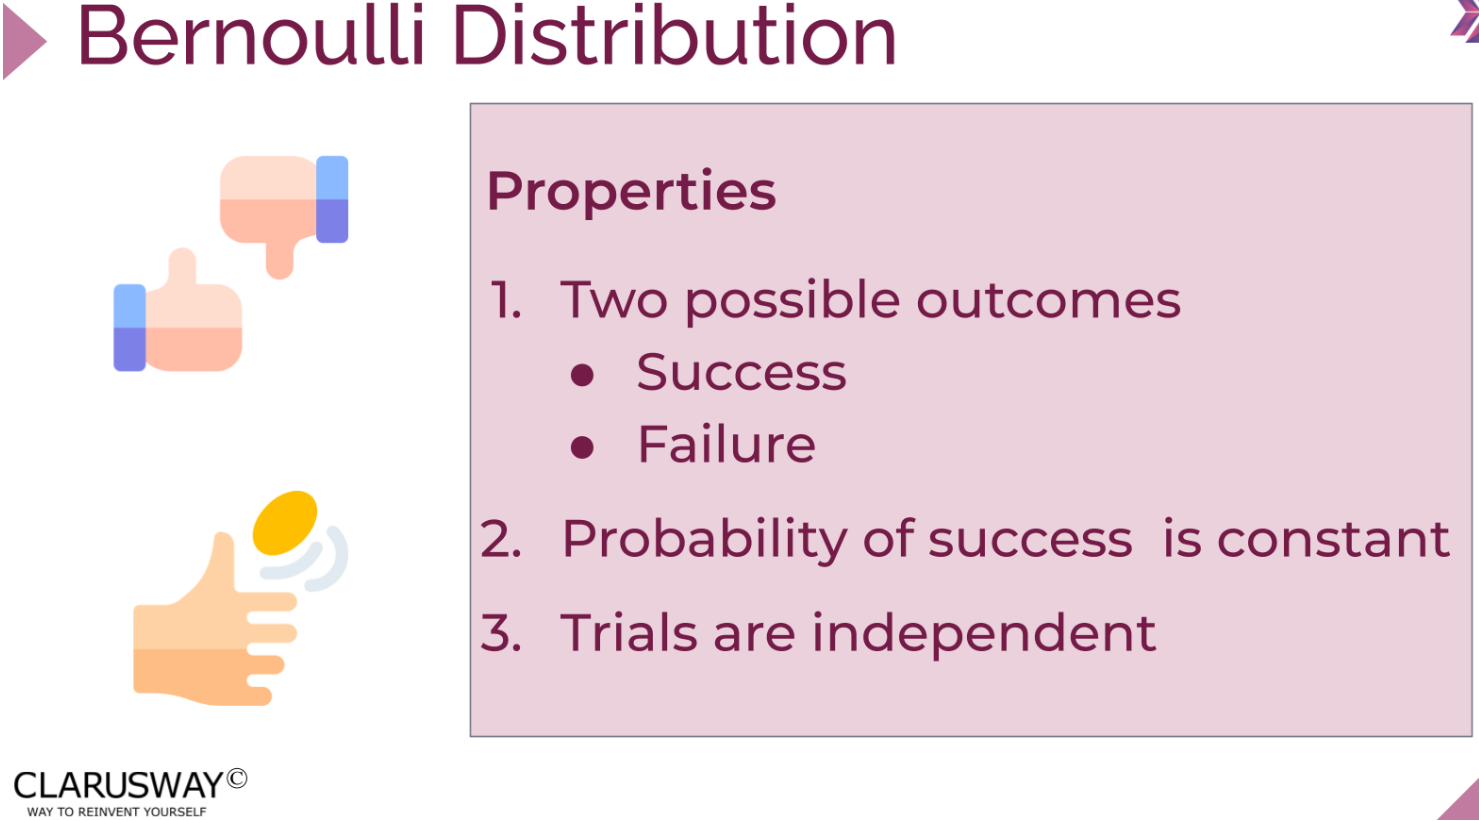 Bernoulli Distribution
Properties
1. Two possible outcomes
● Success
● Failure
2. Probability of success is constant
3. Trials are independent
CLARUSWAY©
WAY TO REINVENT YOURSELF